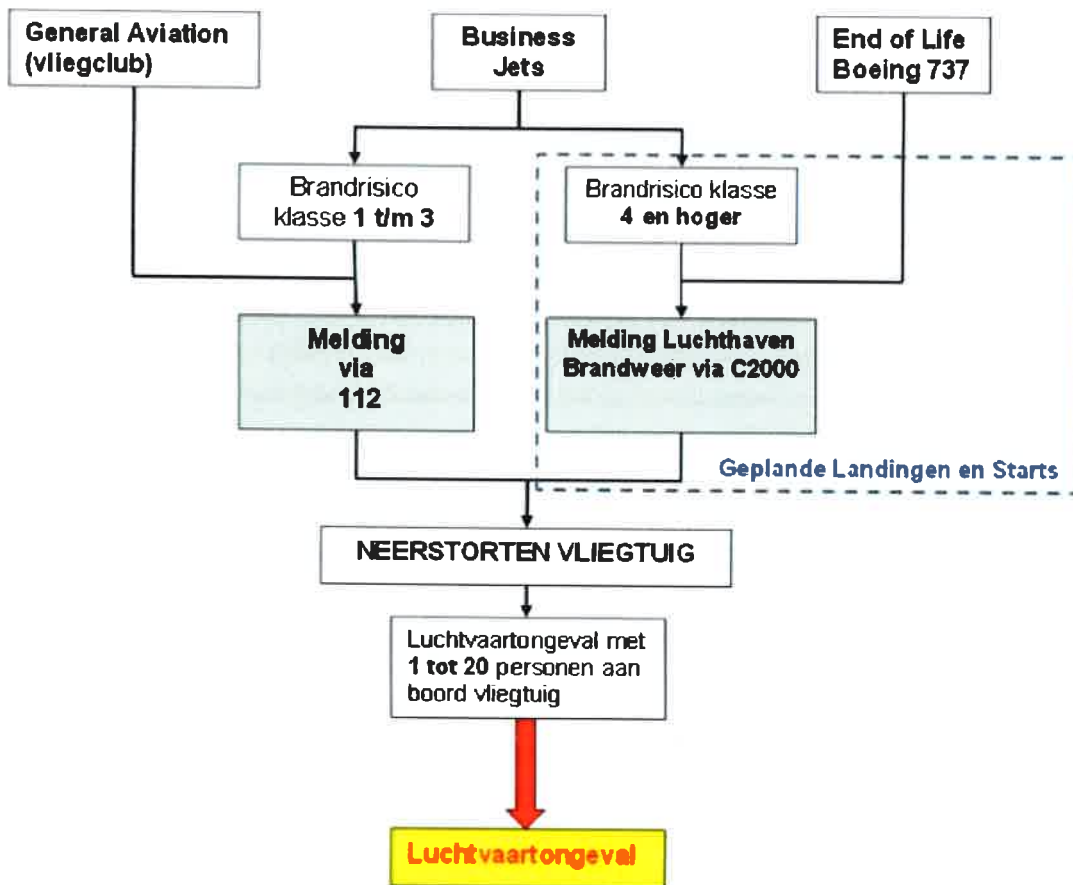 General Aviation
(vliegclub)
Business
Jets
End of Life
Boeing 737
Brandrisico
klasse 1 t/m 3
Brandrisico klasse
4 en hoger
Melding
via
112
Melding Luchthaven
Brandweer via C2000
Geplande Landingen en Starts
NEERSTORTEN VLIEGTUIG
Luchtvaartongeval met
1 tot 20 personen aan
boord vliegtuig
Luchtvaartongeval